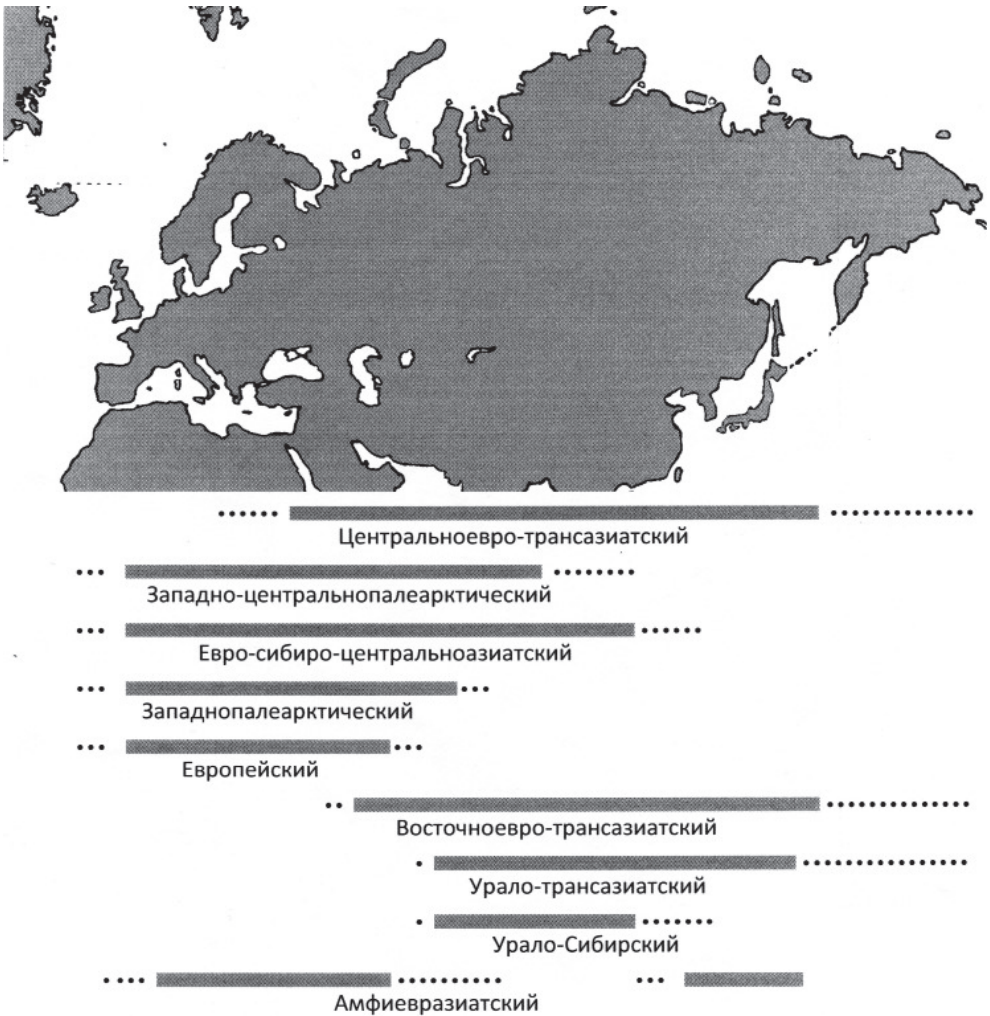 Центральноевро-трансазиатский
Западно-центральнопалеарктический
Евро-сибиро-центральноазиатский
Западнопалеарктический
Европейский
Восточноевро-трансазиатский
Урало-трансазиатский
Урало-Сибирский
Амфиевразиатский